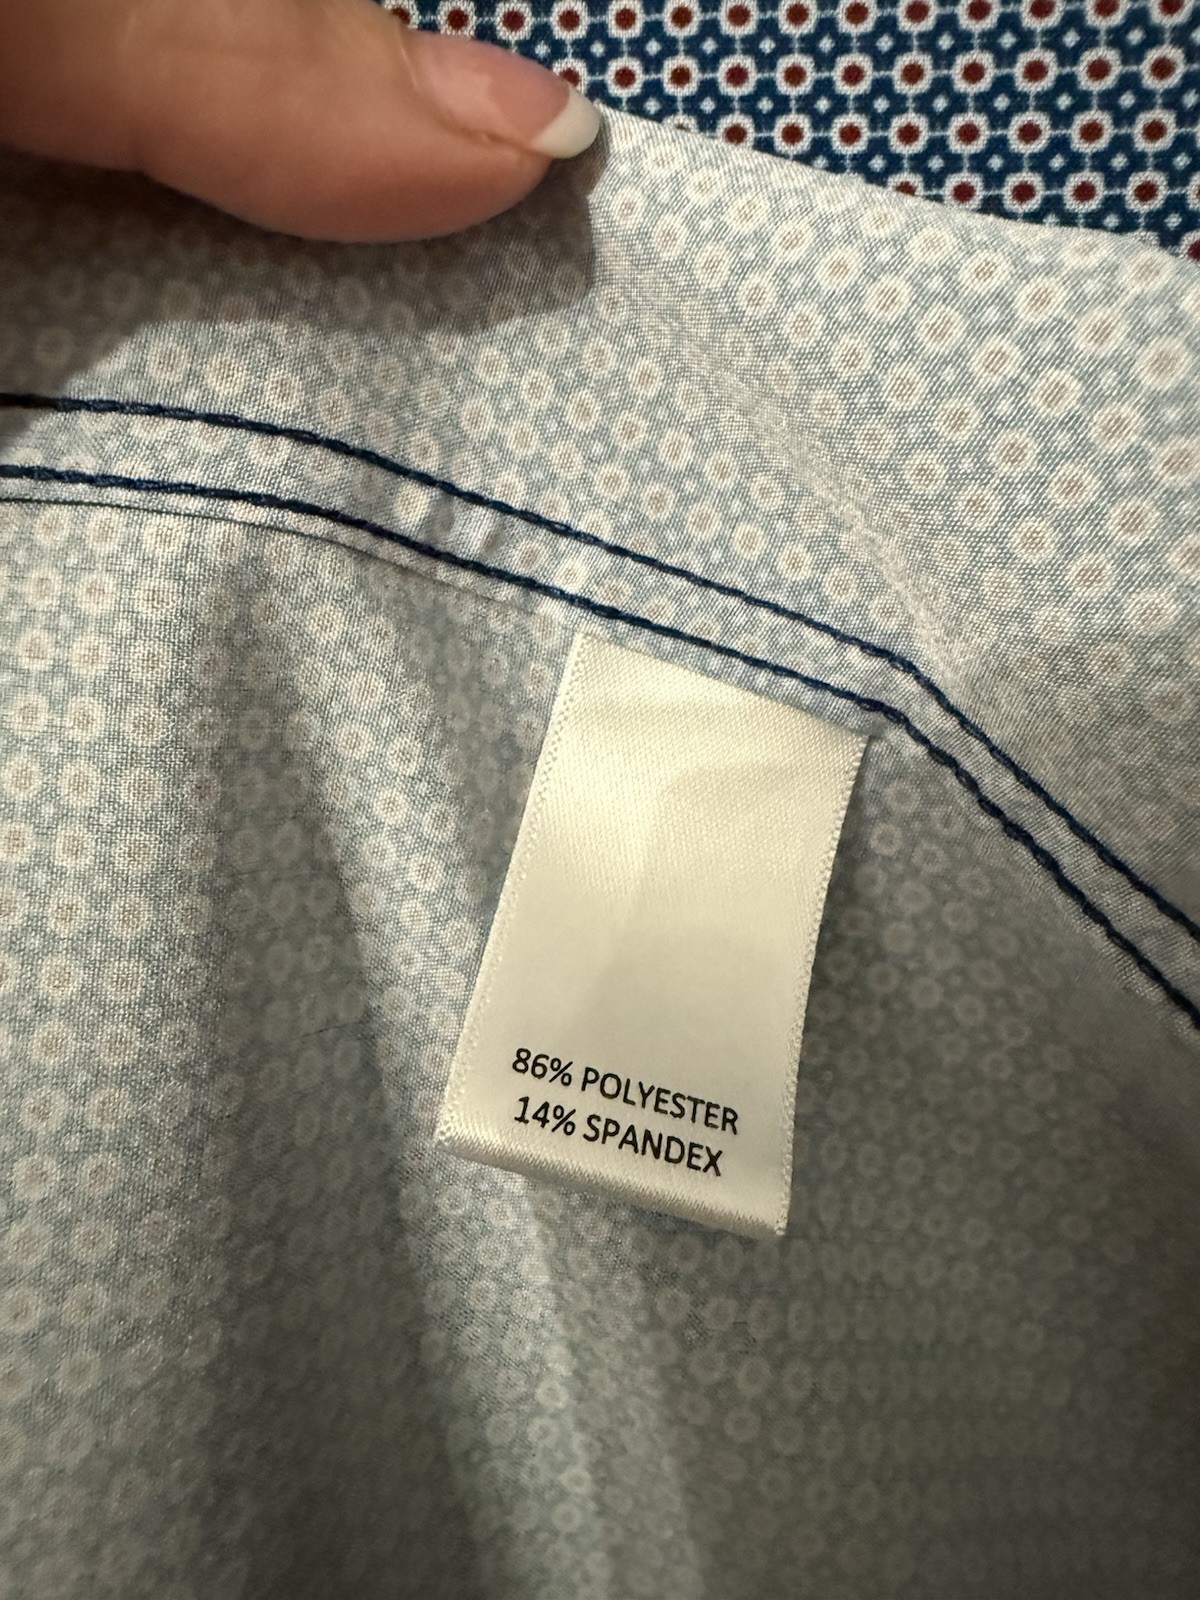 86% POLYESTER
14% SPANDEX